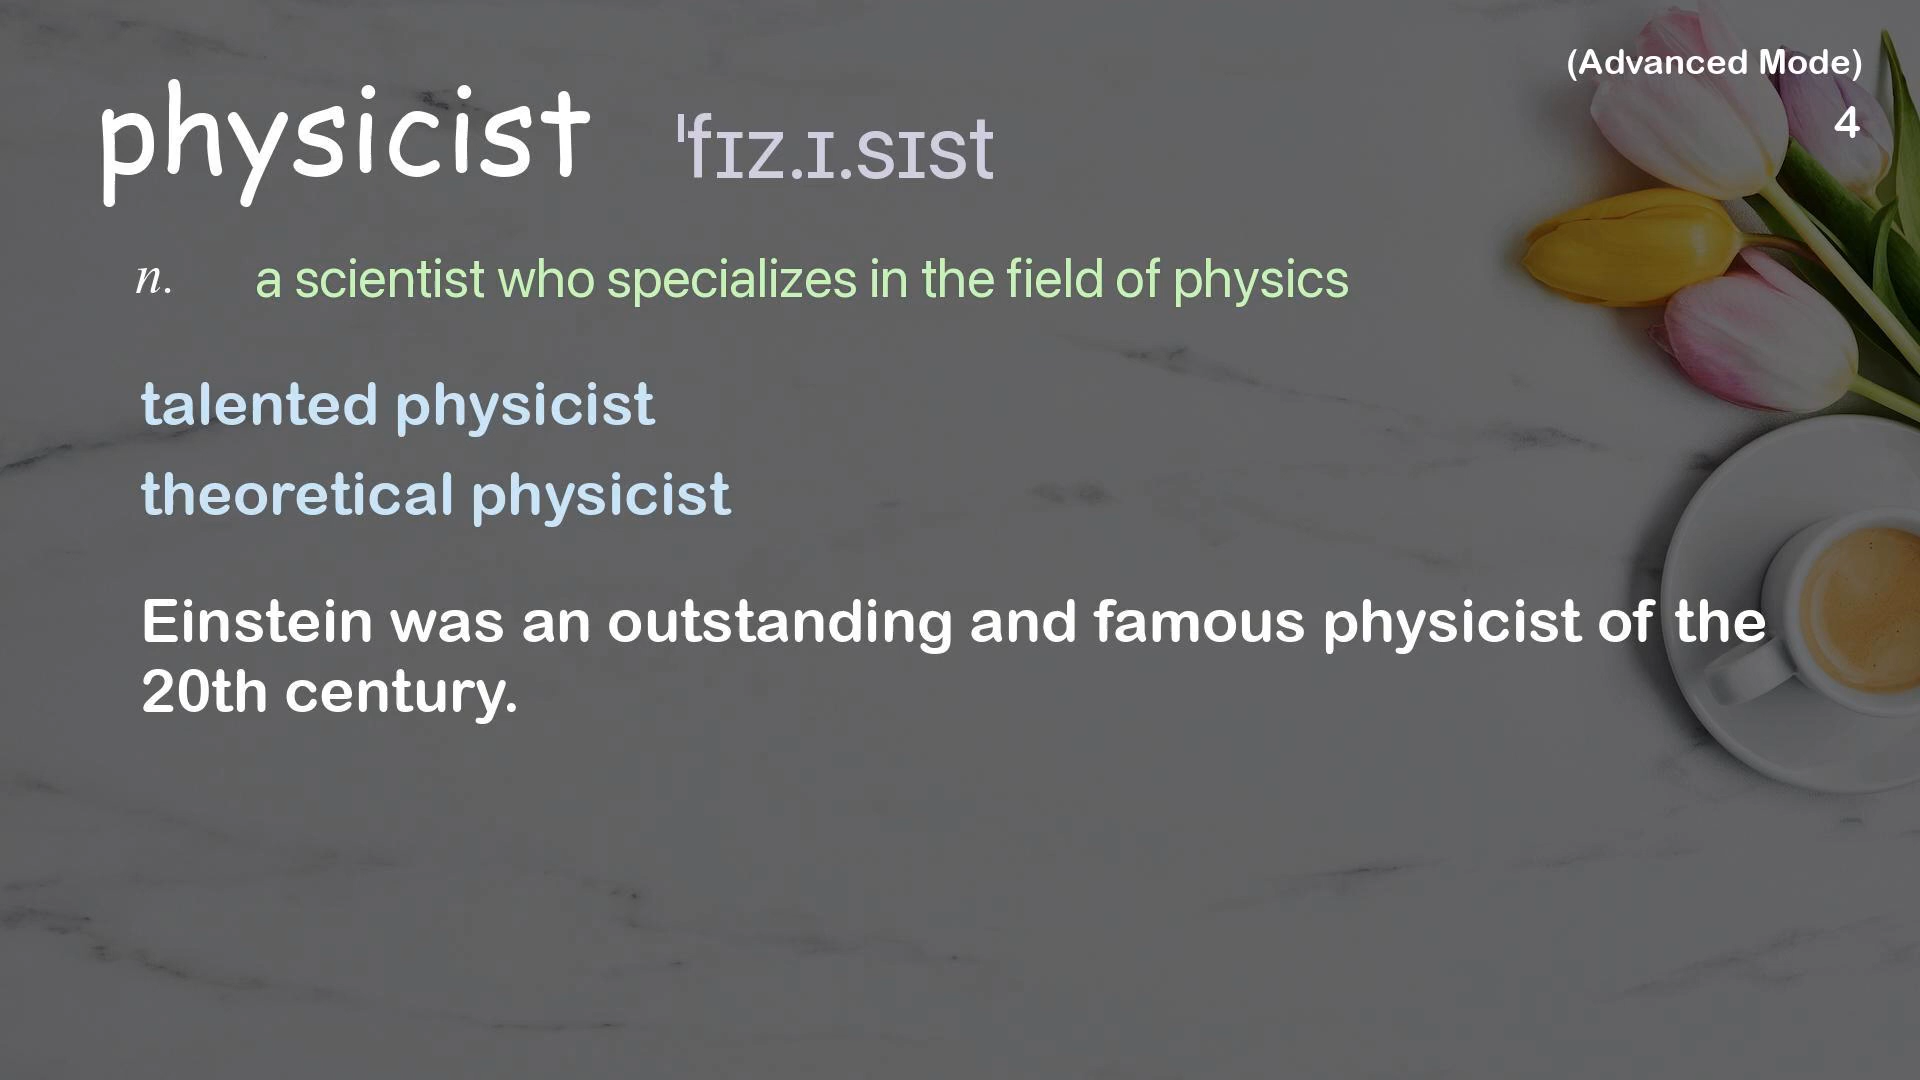 (Advanced Mode)
physicist ˈfɪz.ɪ.sɪst
4
n. a scientist who specializes in the field of physics
talented physicist
theoretical physicist
Einstein was an outstanding and famous physicist of the
20th century.